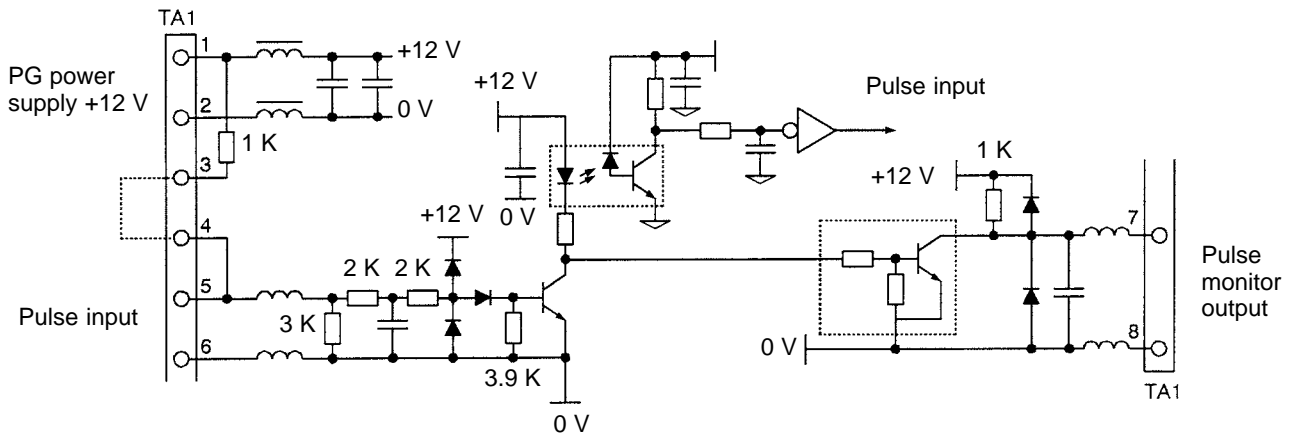 TA1
1
PG power
supply +12 V
+12 V
2
0 V
1 K
3
4
5
Pulse input
6
2 K
2 K
3 K
+12 V
3.9 K
0 V
+12 V
0 V
Pulse input
1 K
+12 V
7
Pulse
monitor
output
0 V
8
TA1